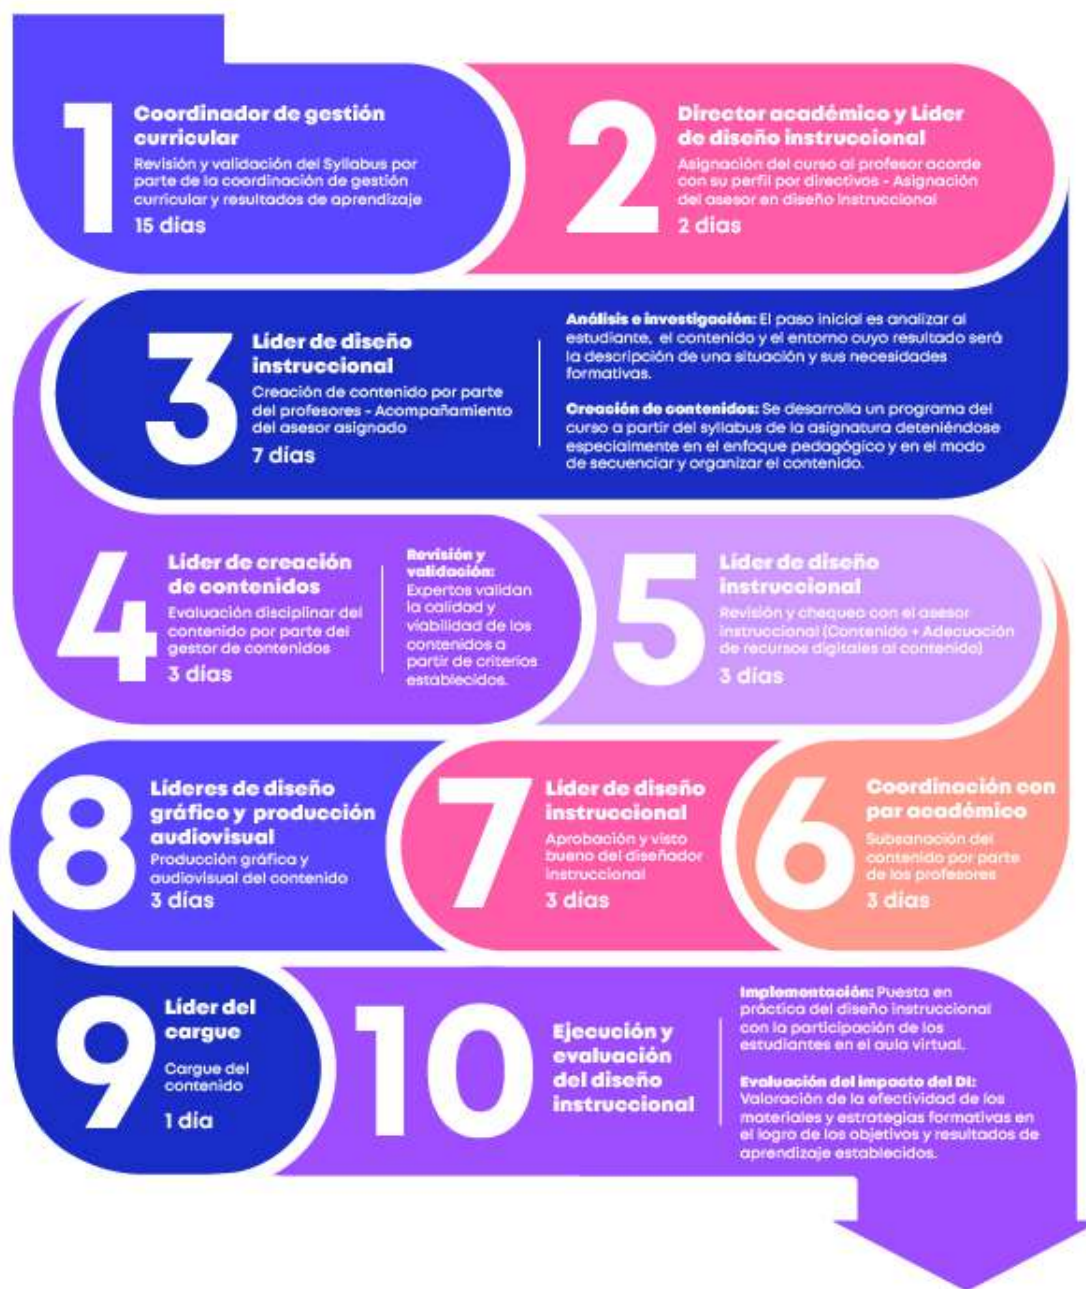 1
Coordinador de gestión
curricular
Revisión y validación del Syllabus por
parte de la coordinación de gestión
curricular y resultados de aprendizaje
15 días
2
Director académico y Líder
de diseño instruccional
Asignación del curso al profesor acorde
con su perfil por directivos - Asignación
del asesor en diseño instruccional
2 días
3
Líder de diseño
instruccional
Creación de contenido por parte
del profesores - Acompañamiento
del asesor asignado
7 días
Análisis e investigación: El paso inicial es analizar al
estudiante, el contenido y el entorno cuyo resultado será
la descripción de una situación y sus necesidades
formativas.
Creación de contenidos: Se desarrolla un programa del
curso a partir del syllabus de la asignatura deteniéndose
especialmente en el enfoque pedagógico y en el modo
de secuenciar y organizar el contenido.
4
Líder de creación
de contenidos
Evaluación disciplinar del
contenido por parte del
gestor de contenidos
3 días
Revisión y
validación:
Expertos validan
la calidad y
viabilidad de los
contenidos a
partir de criterios
establecidos.
5
Líder de diseño
instruccional
Revisión y chequeo con el asesor
instruccional (Contenido + Adecuación
de recursos digitales al contenido)
3 días
6
Coordinación con
par académico
Subsanación del
contenido por parte
de los profesores
3 días
7
Líder de diseño
instruccional
Aprobación y visto
bueno del diseñador
instruccional
3 días
8
Líderes de diseño
gráfico y producción
audiovisual
Producción gráfica y
audiovisual del contenido
3 días
9
Líder del
cargue
Cargue del
contenido
1 día
10
Ejecución y
evaluación
del diseño
instruccional
Implementación: Puesta en
práctica del diseño instruccional
con la participación de los
estudiantes en el aula virtual.
Evaluación del impacto del DI:
Valoración de la efectividad de los
materiales y estrategias formativas en
el logro de los objetivos y resultados de
aprendizaje establecidos.